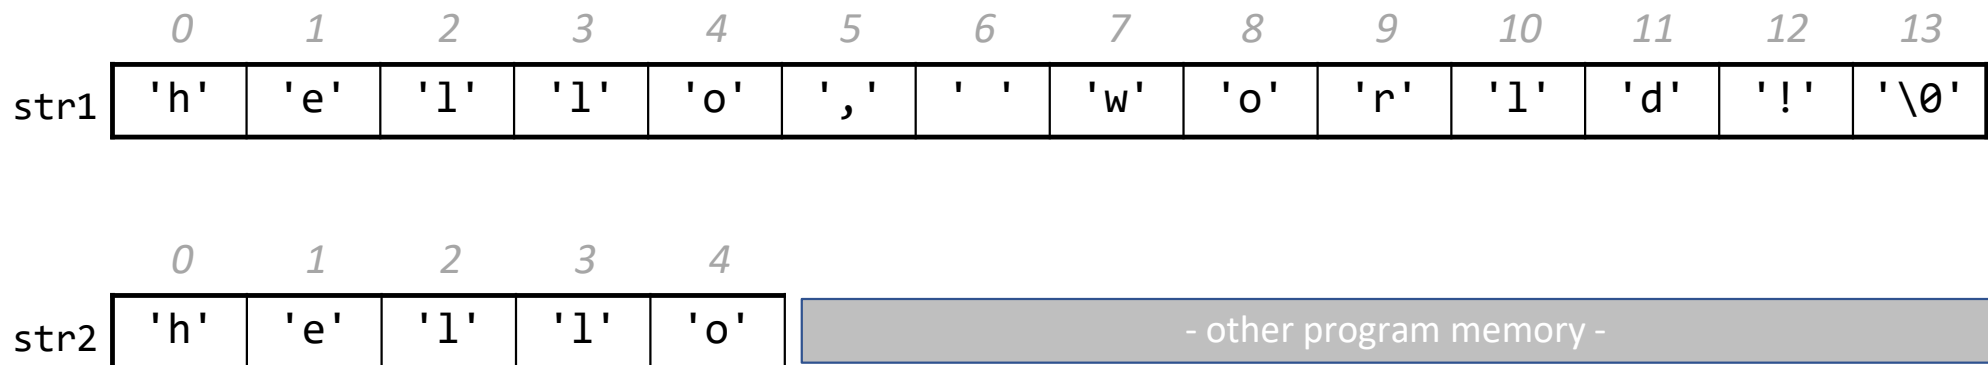 0 1 2 3 4 5 6 7 8 9 10 11 12 13
str1 'h' 'e' 'l' 'l' 'o' ',' ' ' 'w' 'o' 'r' 'l' 'd' '!' '\0'
0 1 2 3 4
str2 'h' 'e' 'l' 'l' 'o' - other program memory -